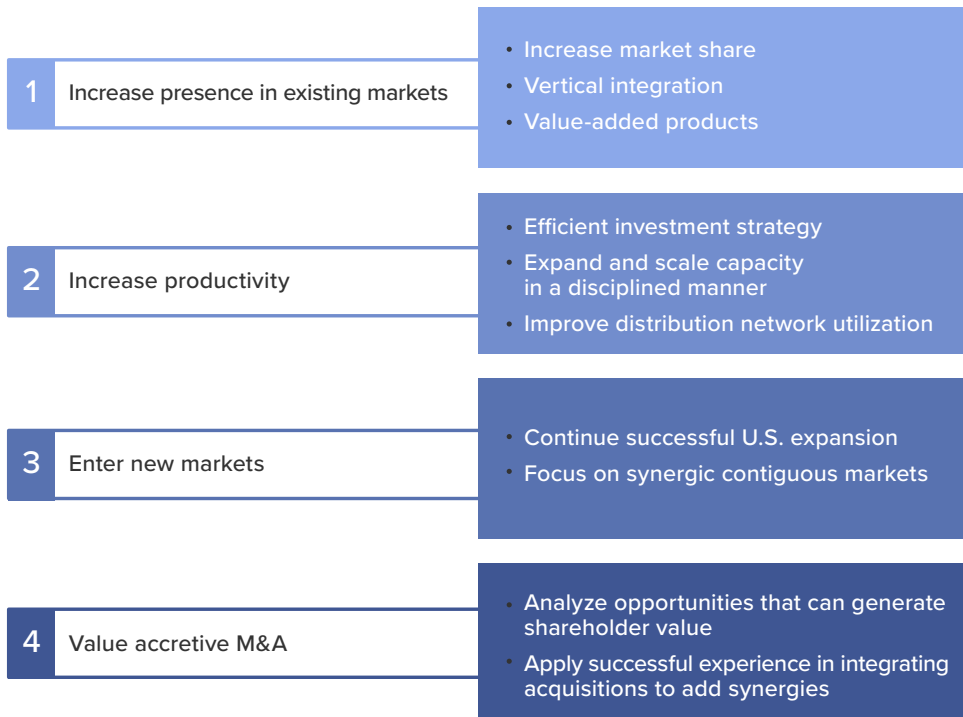 1
Increase presence in existing markets
• Increase market share
• Vertical integration
• Value-added products
2
Increase productivity
• Efficient investment strategy
• Expand and scale capacity
in a disciplined manner
• Improve distribution network utilization
3
Enter new markets
• Continue successful U.S. expansion
• Focus on synergic contiguous markets
4
Value accretive M&A
• Analyze opportunities that can generate
shareholder value
• Apply successful experience in integrating
acquisitions to add synergies